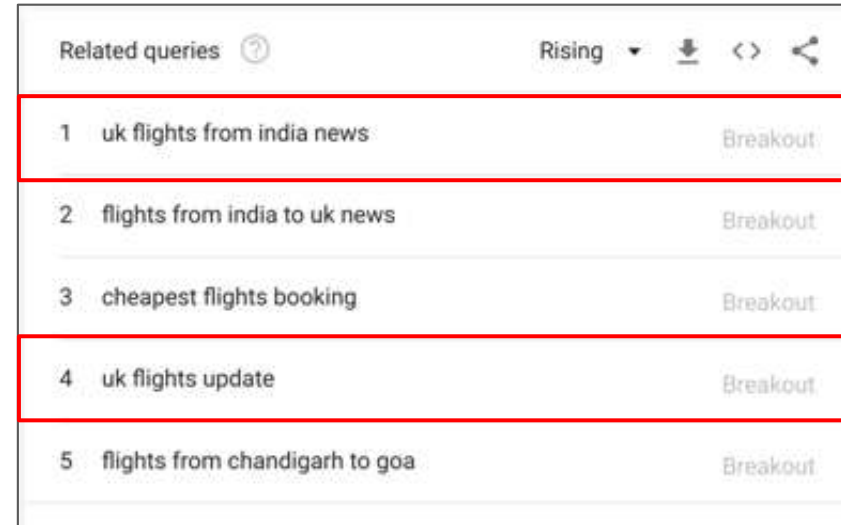 Related queries ? Rising
1 uk flights from india news Breakout
2 flights from india to uk news Breakout
3 cheapest flights booking Breakout
4 uk flights update Breakout
5 flights from chandigarh to goa Breakout